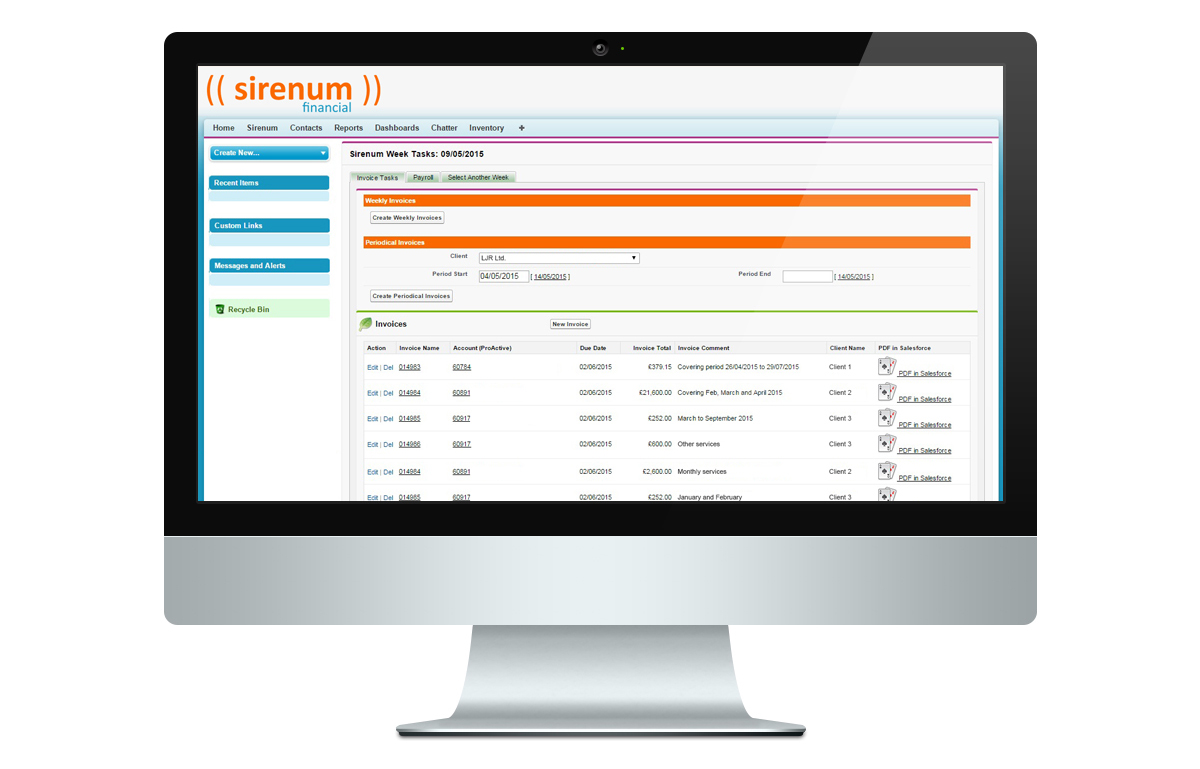 (( sirenum ))
financial
Home Sirenum Contacts Reports Dashboards Chatter Inventory +
Create New...
Recent Items
Custom Links
Messages and Alerts
Recycle Bin
Sirenum Week Tasks: 09/05/2015
Invoice Tasks Payroll Select Another Week
Weekly Invoices
Create Weekly Invoices
Periodical Invoices
Client LJR Ltd.
Period Start 04/05/2015 [ 14/05/2015 ] Period End [ 14/05/2015 ]
Create Periodical Invoices
Invoices New Invoice
Action Invoice Name Account (ProActive) Due Date Invoice Total Invoice Comment Client Name PDF in Salesforce
Edit | Del 014983 60784 02/06/2015 €379.15 Covering period 26/04/2015 to 29/07/2015 Client 1 PDF in Salesforce
Edit | Del 014984 60891 02/06/2015 €21,600.00 Covering Feb, March and April 2015 Client 2 PDF in Salesforce
Edit | Del 014985 60917 02/06/2015 €252.00 March to September 2015 Client 3 PDF in Salesforce
Edit | Del 014986 60917 02/06/2015 €600.00 Other services Client 3 PDF in Salesforce
Edit | Del 014984 60891 02/06/2015 €2,600.00 Monthly services Client 2 PDF in Salesforce
Edit | Del 014985 60917 02/06/2015 €252.00 January and February Client 3